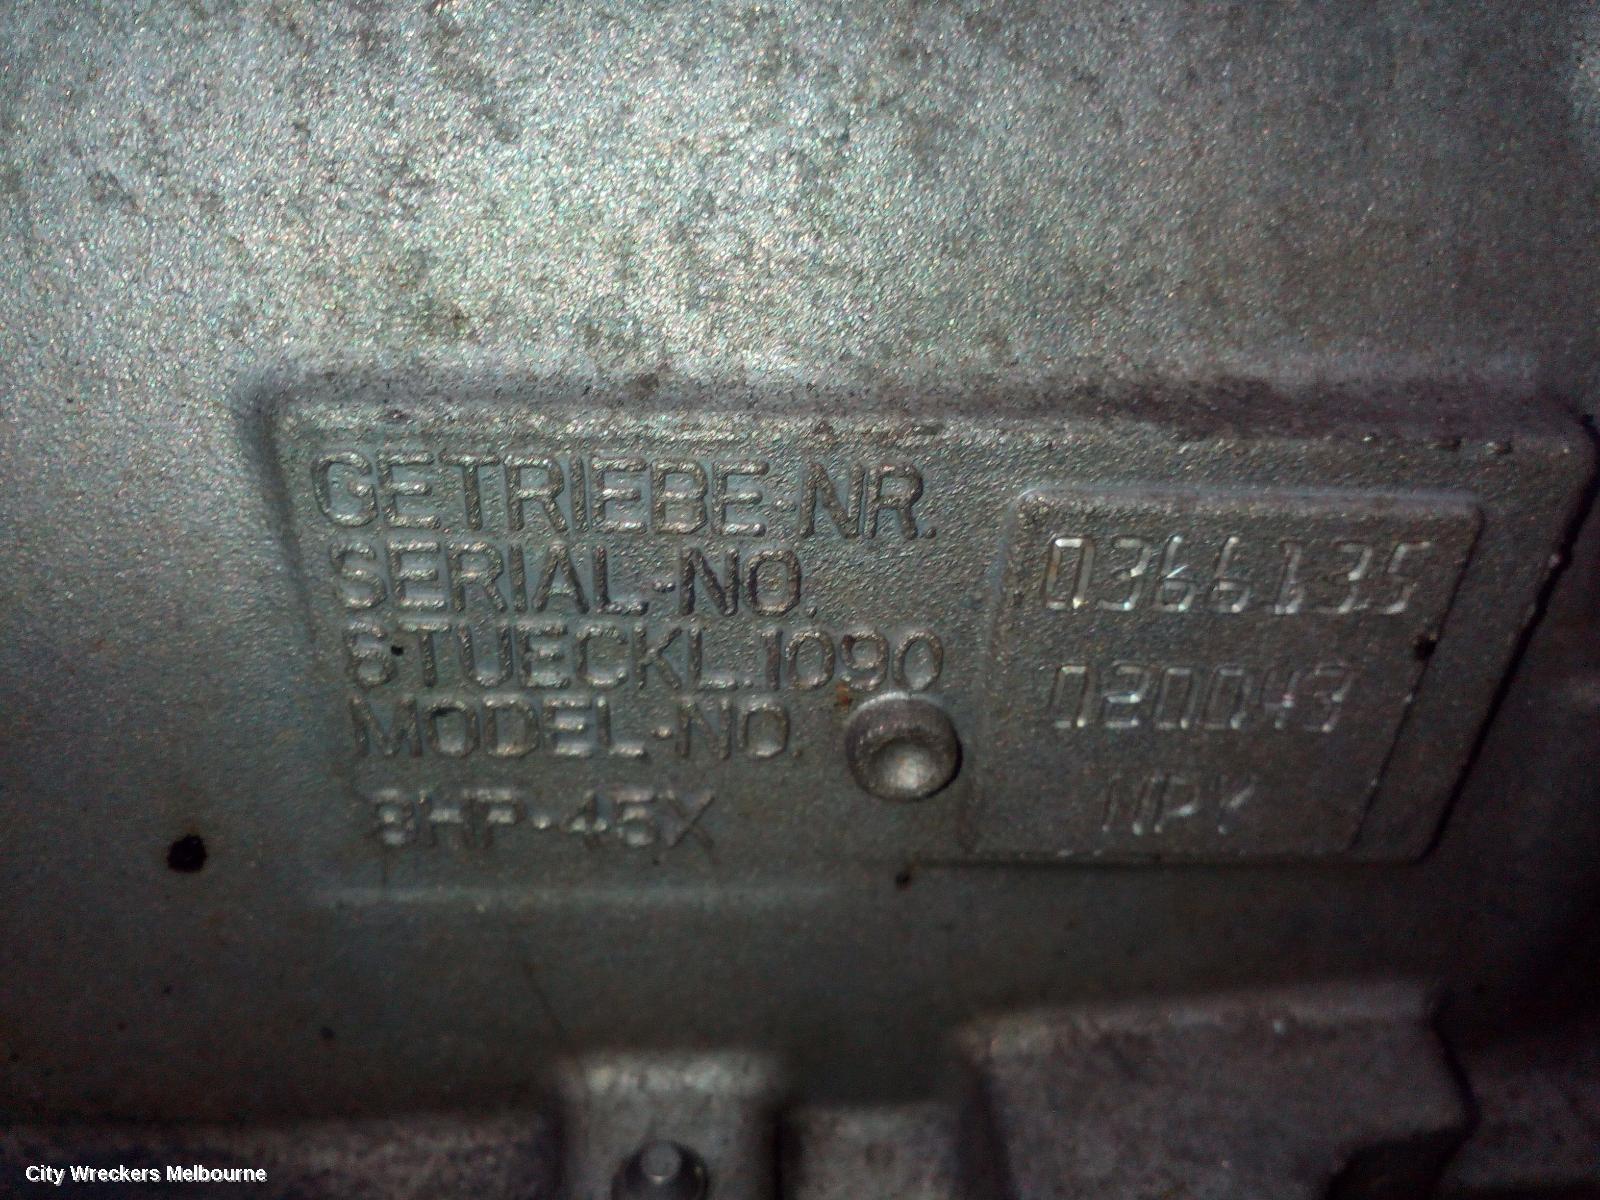 GETRIEBE-NR.
SERIAL-NO.
0366135
STUECKL.1090
MODEL-NO.
020043
8HP-45X
NPY
City Wreckers Melbourne